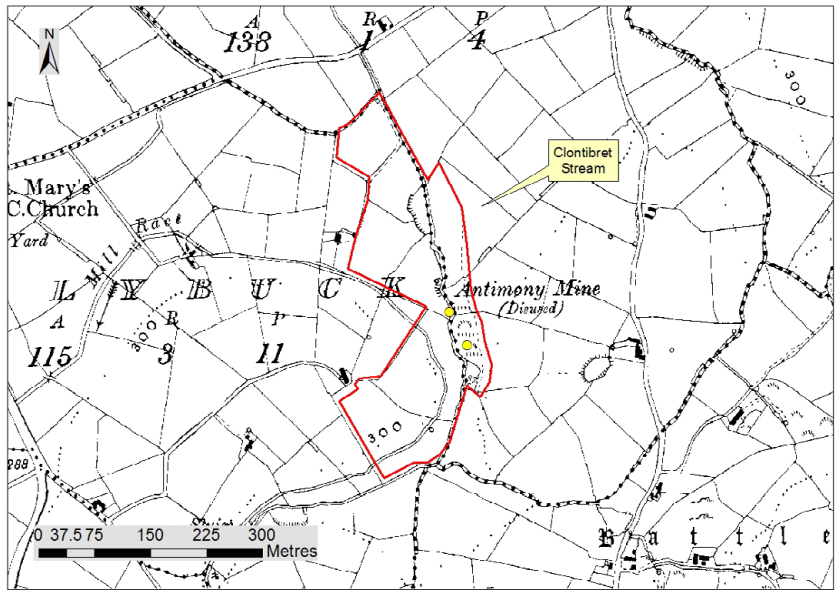 N
A R P
138 1 4
300
Clontibret
Stream
. Mary's
C.Church
Yard
Mill Race
L Y B U C K
Antimony Mine
(Disused)
A R P
115 3 11
300
300
288
0 37.5 75 150 225 300
Metres
Battle